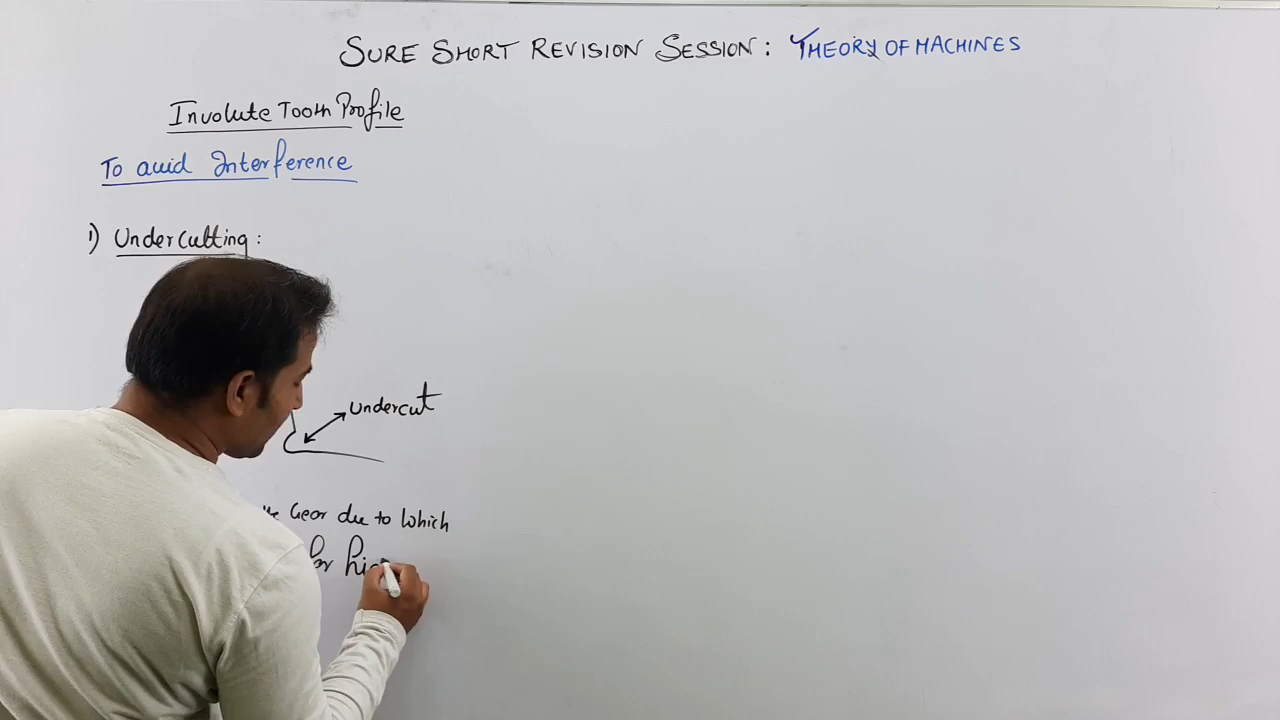 SURE SHORT REVISION SESSION: THEORY OF MACHINES
Involute Tooth Profile
To avoid Interference
1) Undercutting :
Undercut
Gear due to which
for